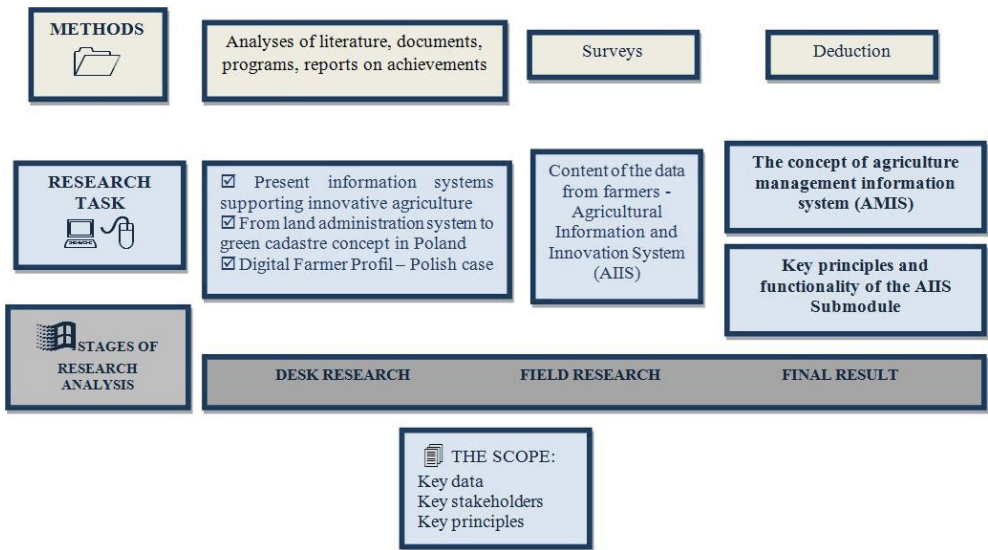 METHODS
Analyses of literature, documents,
programs, reports on achievements
Surveys
Deduction
RESEARCH
TASK
☑ Present information systems
supporting innovative agriculture
☑ From land administration system to
green cadastre concept in Poland
☑ Digital Farmer Profil – Polish case
Content of the data
from farmers -
Agricultural
Information and
Innovation System
(AIIS)
The concept of agriculture
management information
system (AMIS)
Key principles and
functionality of the AIIS
Submodule
STAGES OF
RESEARCH
ANALYSIS
DESK RESEARCH
FIELD RESEARCH
FINAL RESULT
THE SCOPE:
Key data
Key stakeholders
Key principles